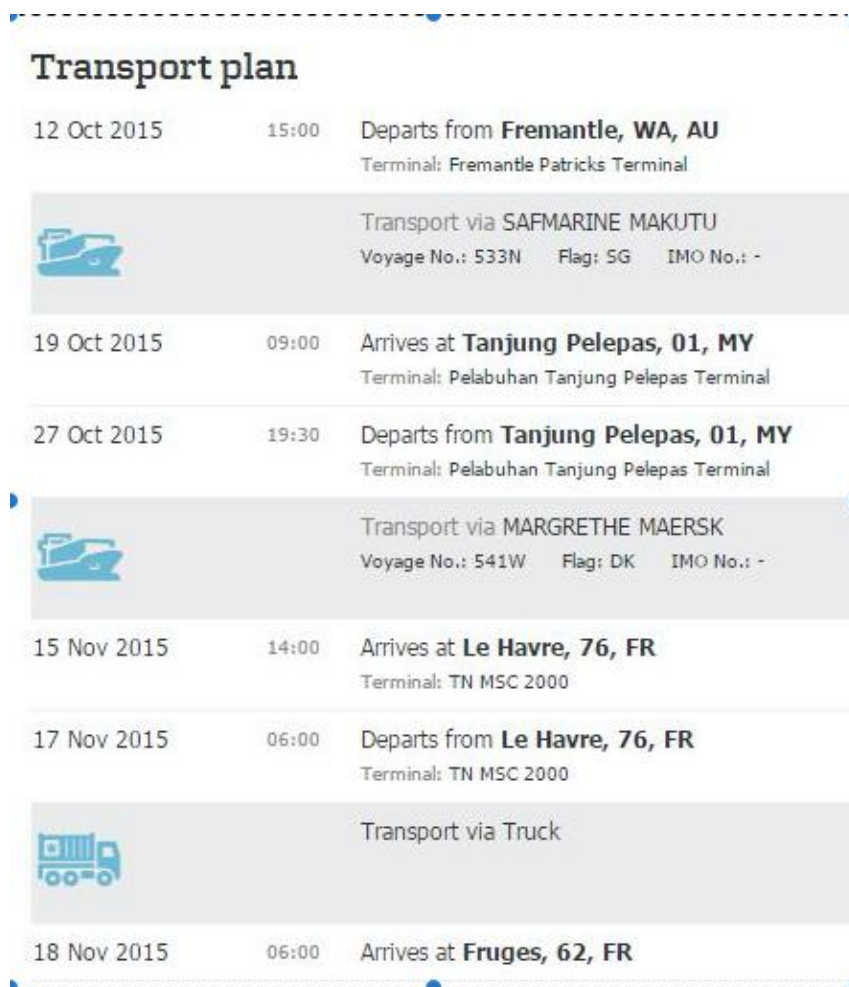 Transport plan
12 Oct 2015 15:00 Departs from Fremantle, WA, AU
Terminal: Fremantle Patricks Terminal
Transport via SAFMARINE MAKUTU
Voyage No.: 533N Flag: SG IMO No.: -
19 Oct 2015 09:00 Arrives at Tanjung Pelepas, 01, MY
Terminal: Pelabuhan Tanjung Pelepas Terminal
27 Oct 2015 19:30 Departs from Tanjung Pelepas, 01, MY
Terminal: Pelabuhan Tanjung Pelepas Terminal
Transport via MARGRETHE MAERSK
Voyage No.: 541W Flag: DK IMO No.: -
15 Nov 2015 14:00 Arrives at Le Havre, 76, FR
Terminal: TN MSC 2000
17 Nov 2015 06:00 Departs from Le Havre, 76, FR
Terminal: TN MSC 2000
Transport via Truck
18 Nov 2015 06:00 Arrives at Fruges, 62, FR